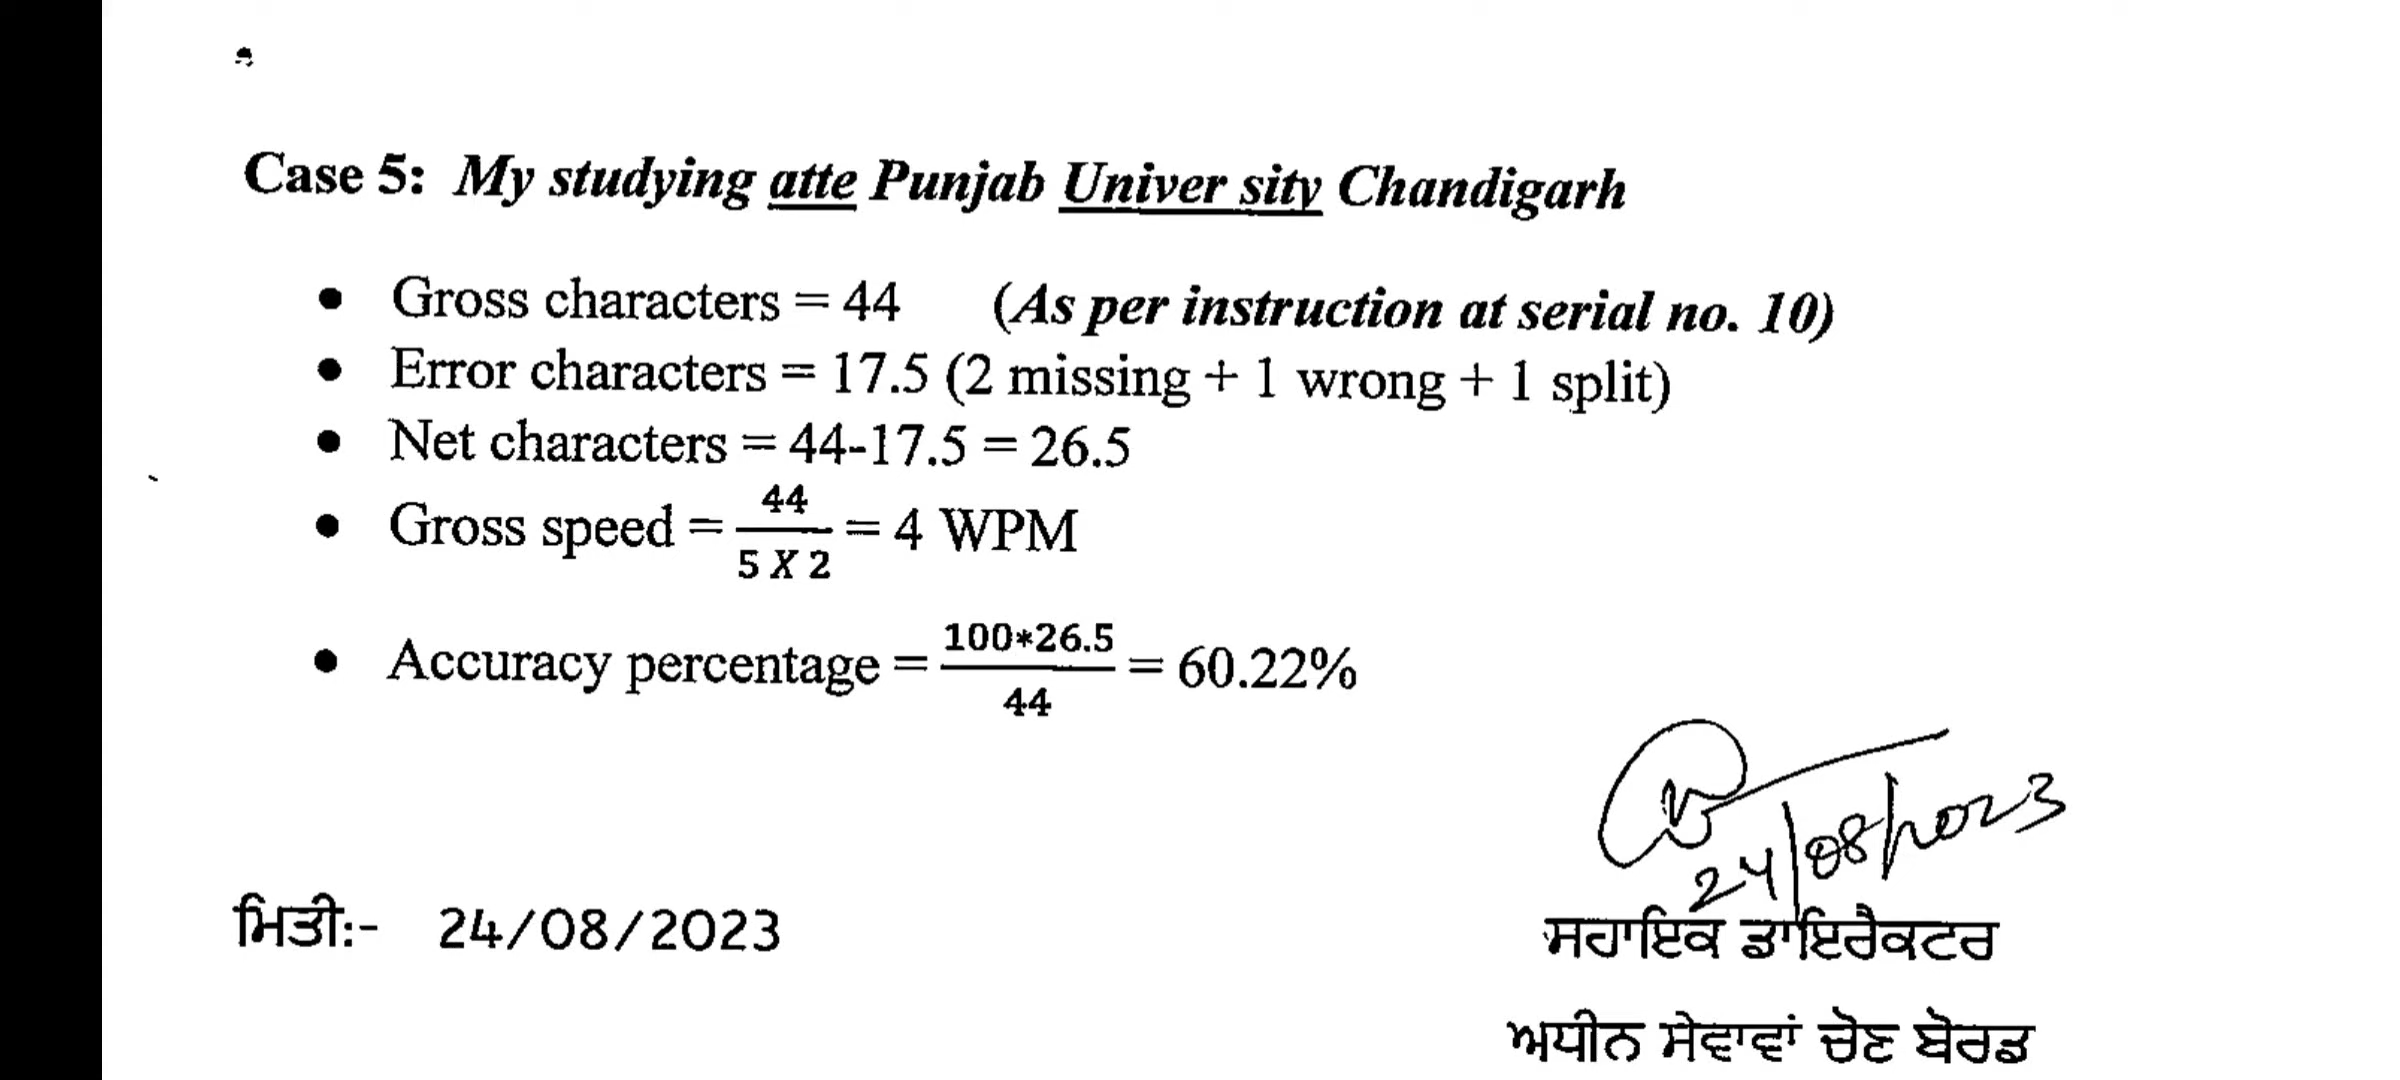 Case 5: My studying atte Punjab Univer sity Chandigarh
• Gross characters = 44 (As per instruction at serial no. 10)
• Error characters = 17.5 (2 missing + 1 wrong + 1 split)
• Net characters = 44-17.5 = 26.5
• Gross speed = 44 / 5 X 2 = 4 WPM
• Accuracy percentage = 100*26.5 / 44 = 60.22%
24/08/2023
ਮਿਤੀ:- 24/08/2023
ਸਹਾਇਕ ਡਾਇਰੈਕਟਰ
ਅਧੀਨ ਸੇਵਾਵਾਂ ਚੋਣ ਬੋਰਡ